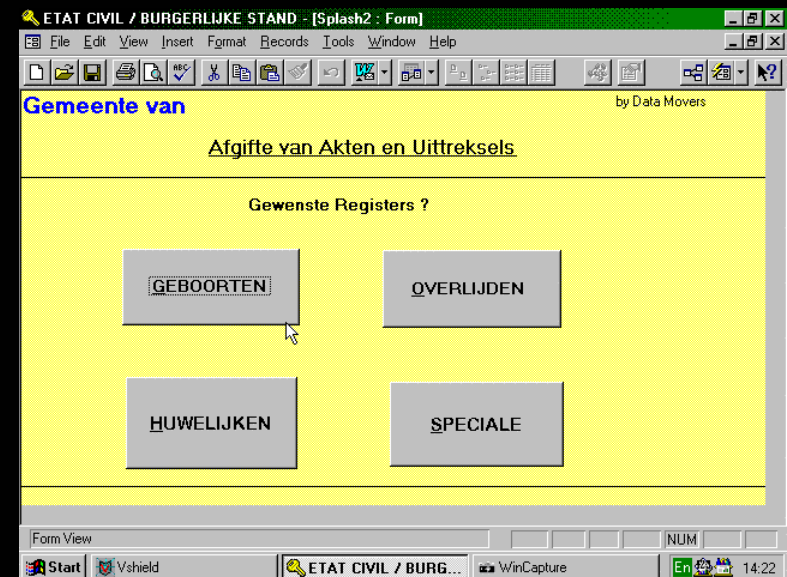 ETAT CIVIL / BURGERLIJKE STAND - [Splash2 : Form]
File Edit View Insert Format Records Tools Window Help
Gemeente van
by Data Movers
Afgifte van Akten en Uittreksels
Gewenste Registers ?
GEBOORTEN
OVERLIJDEN
HUWELIJKEN
SPECIALE
Form View
NUM
Start
Vshield
ETAT CIVIL / BURG...
WinCapture
En
14:22